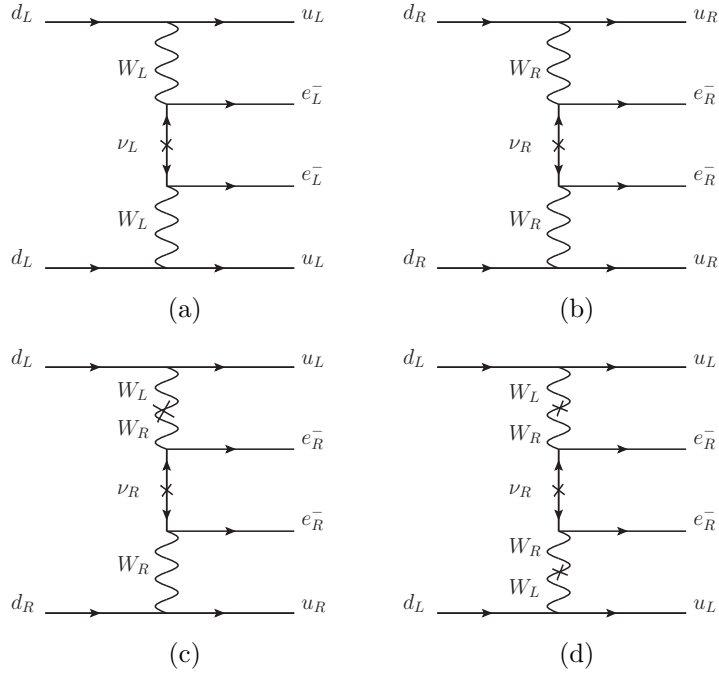 d_L u_L d_R u_R
W_L W_R
e_L^- e_R^-
ν_L ν_R
e_L^- e_R^-
W_L W_R
d_L u_L d_R u_R
(a) (b)
d_L u_L d_L u_L
W_L W_L
W_R W_R
e_R^- e_R^-
ν_R ν_R
e_R^- e_R^-
W_R W_R
W_L
d_R u_R d_L u_L
(c) (d)